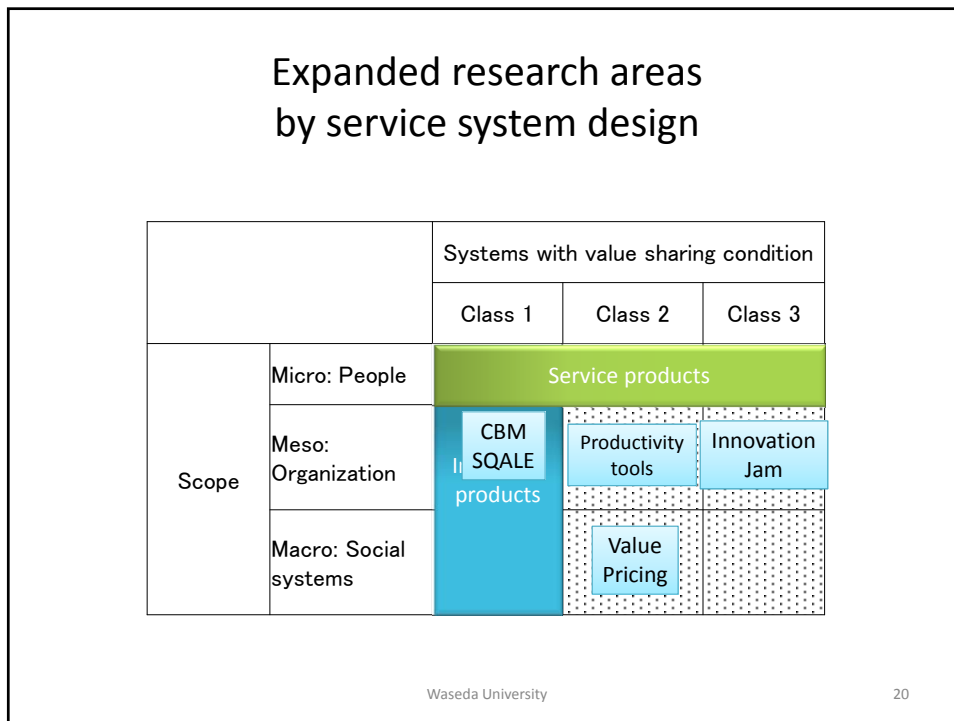 Expanded research areas
by service system design
Systems with value sharing condition
Class 1
Class 2
Class 3
Scope
Micro: People
Service products
Meso:
Organization
CBM
SQALE
products
Productivity
tools
Innovation
Jam
Macro: Social
systems
Value
Pricing
Waseda University
20